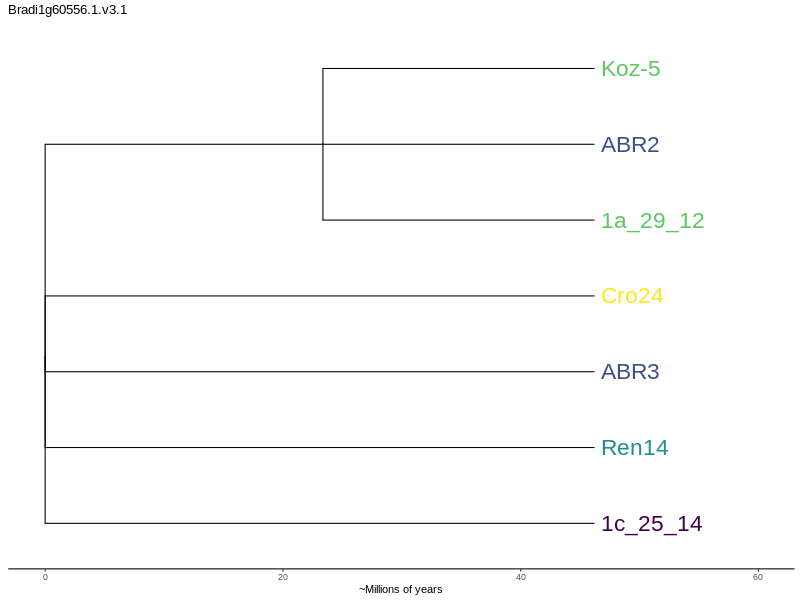 Bradi1g60556.1.v3.1
Koz-5
ABR2
1a_29_12
Cro24
ABR3
Ren14
1c_25_14
0 20 40 60
~Millions of years